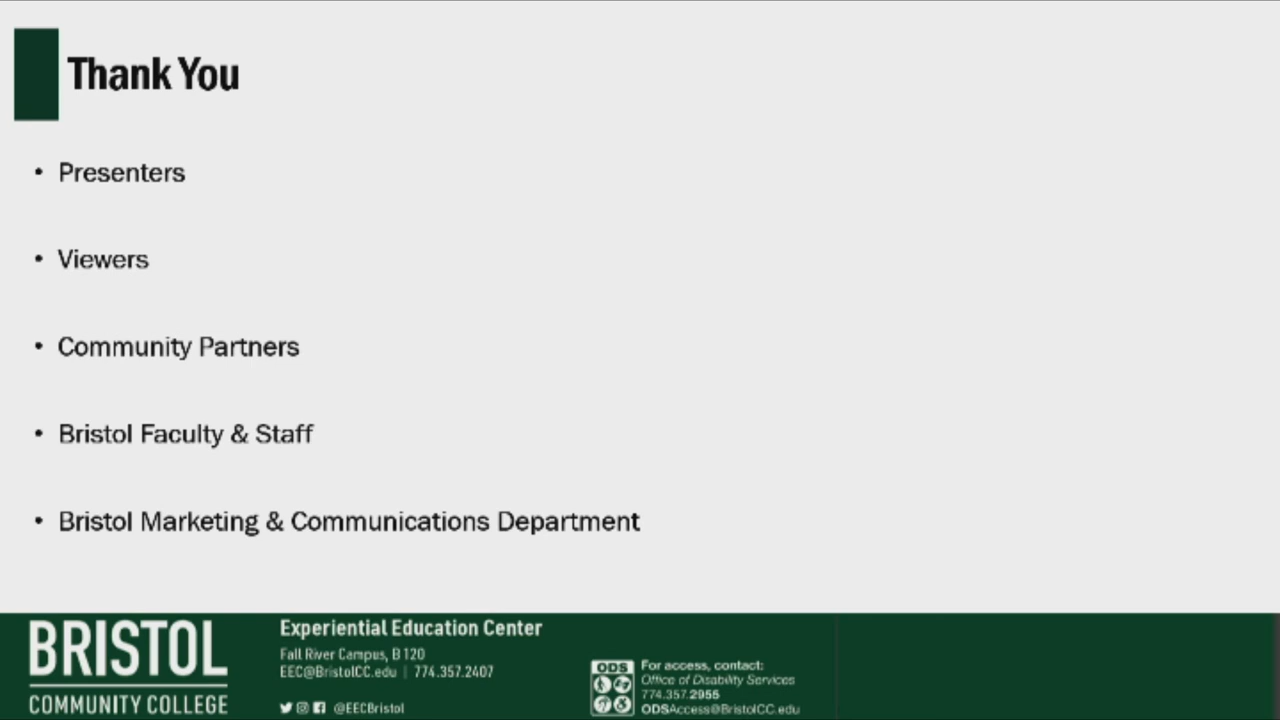 Thank You
• Presenters
• Viewers
• Community Partners
• Bristol Faculty & Staff
• Bristol Marketing & Communications Department
BRISTOL
COMMUNITY COLLEGE
Experiential Education Center
Fall River Campus, B 120
EEC@BristolCC.edu | 774.357.2407
@EECBristol
ODS
For access, contact:
Office of Disability Services
774.357.2955
ODSAccess@BristolCC.edu